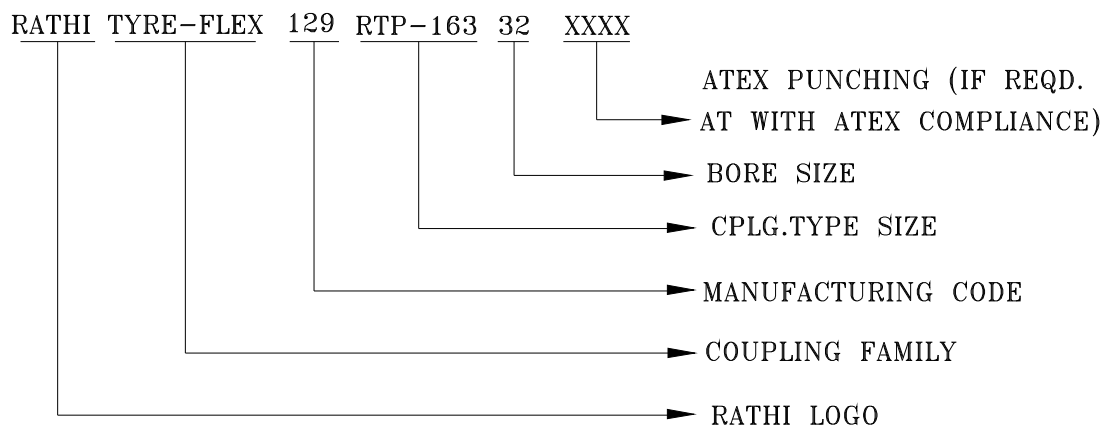 RATHI TYRE-FLEX 129 RTP-163 32 XXXX
ATEX PUNCHING (IF REQD.
AT WITH ATEX COMPLIANCE)
BORE SIZE
CPLG.TYPE SIZE
MANUFACTURING CODE
COUPLING FAMILY
RATHI LOGO